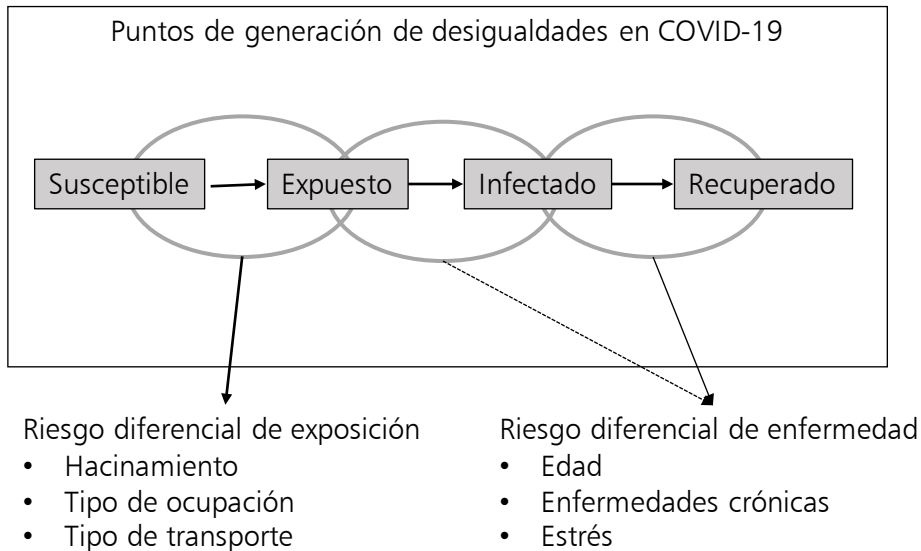 Puntos de generación de desigualdades en COVID-19
Susceptible
Expuesto
Infectado
Recuperado
Riesgo diferencial de exposición
• Hacinamiento
• Tipo de ocupación
• Tipo de transporte
Riesgo diferencial de enfermedad
• Edad
• Enfermedades crónicas
• Estrés